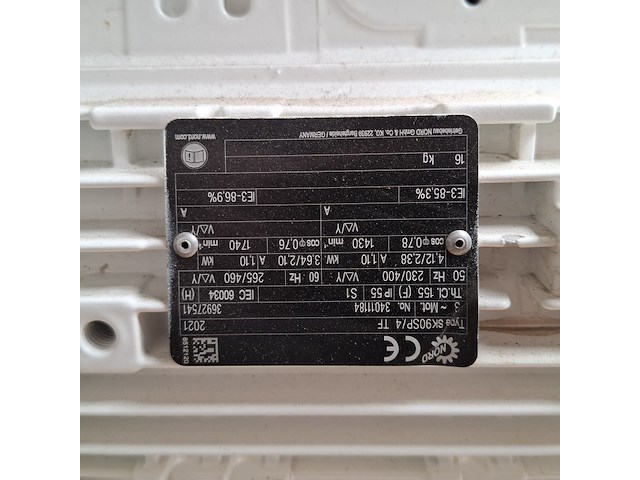 NORD CE 8512120
Type SK90SP/4 TF 2021
3 ~ Mot. No. 34011184 36927541
Th.Cl. 155 (F) IP 55 S1 IEC 60034 (H)
50 Hz 230/400 V △/Y 60 Hz 265/460 V △/Y
4.12/2.38 A 1,10 kW 3.64/2.10 A 1,10 kW
cos φ 0,78 1430 min⁻¹ cos φ 0,76 1740 min⁻¹
V △/Y V △/Y
A A
IE3-85,3% IE3-86,9%
16 kg
Getriebebau NORD GmbH & Co. KG, 22939 Bargteheide / GERMANY www.nord.com